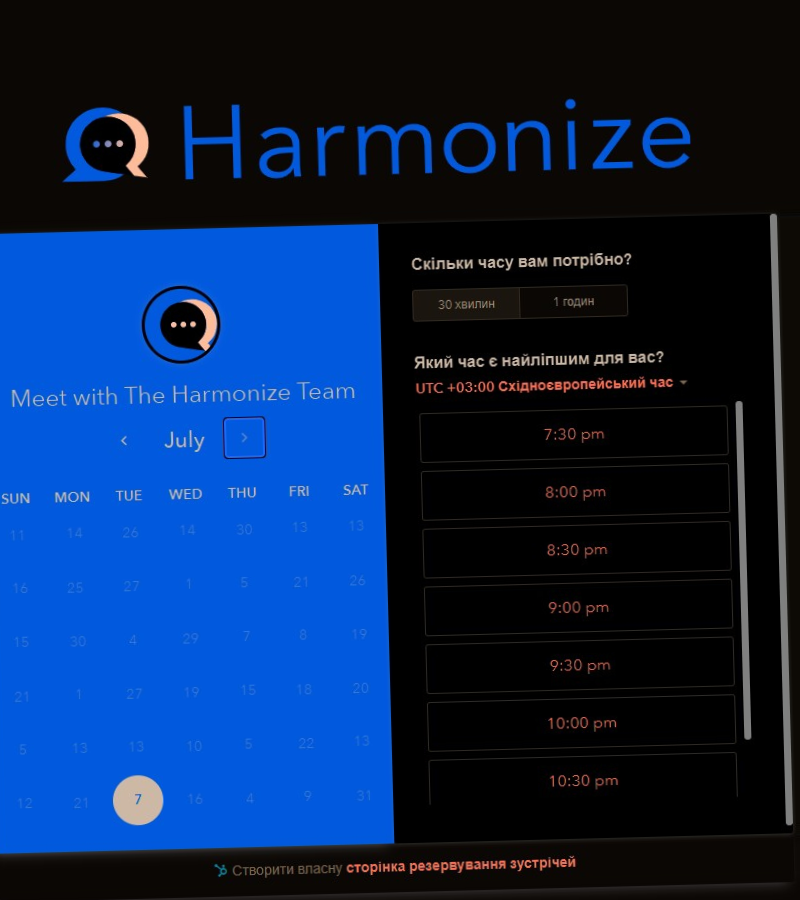 Harmonize
Meet with The Harmonize Team
July
SUN MON TUE WED THU FRI SAT
11 14 26 14 30 13 13
16 25 27 1 5 21 26
15 30 4 29 7 8 19
21 1 27 19 15 18 20
5 13 13 10 5 22 13
12 21 7 16 4 9 31
Скільки часу вам потрібно?
30 хвилин 1 годин
Який час є найліпшим для вас?
UTC +03:00 Східноєвропейський час
7:30 pm
8:00 pm
8:30 pm
9:00 pm
9:30 pm
10:00 pm
10:30 pm
Створити власну сторінка резервування зустрічей